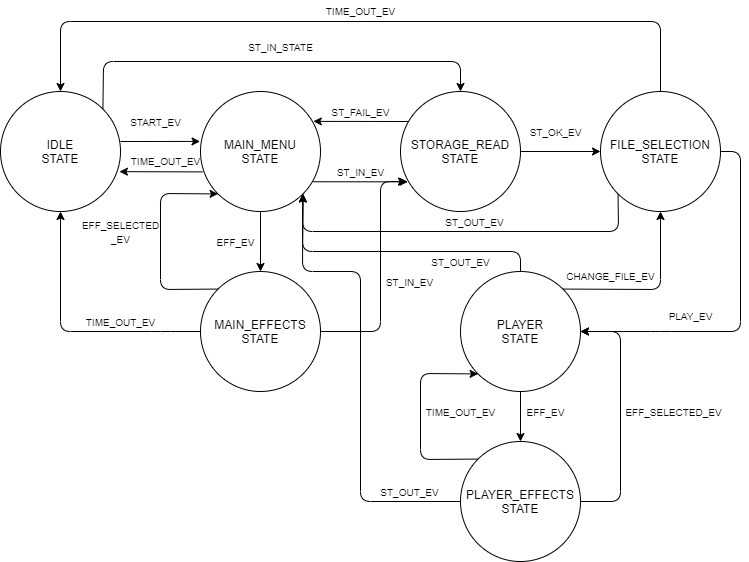 TIME_OUT_EV
ST_IN_STATE
START_EV
ST_FAIL_EV
ST_OK_EV
IDLE
STATE
MAIN_MENU
STATE
STORAGE_READ
STATE
FILE_SELECTION
STATE
TIME_OUT_EV
ST_IN_EV
EFF_SELECTED
_EV
EFF_EV
ST_OUT_EV
ST_OUT_EV
ST_IN_EV
CHANGE_FILE_EV
TIME_OUT_EV
MAIN_EFFECTS
STATE
PLAYER
STATE
PLAY_EV
TIME_OUT_EV
EFF_EV
EFF_SELECTED_EV
ST_OUT_EV
PLAYER_EFFECTS
STATE